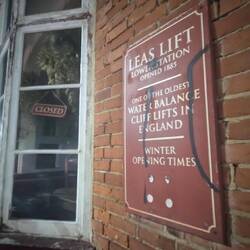 CLOSED
LEAS LIFT
LOWER STATION
OPENED 1885
ONE OF THE OLDEST
WATER BALANCE
CLIFF LIFTS IN
ENGLAND
WINTER
OPENING TIMES